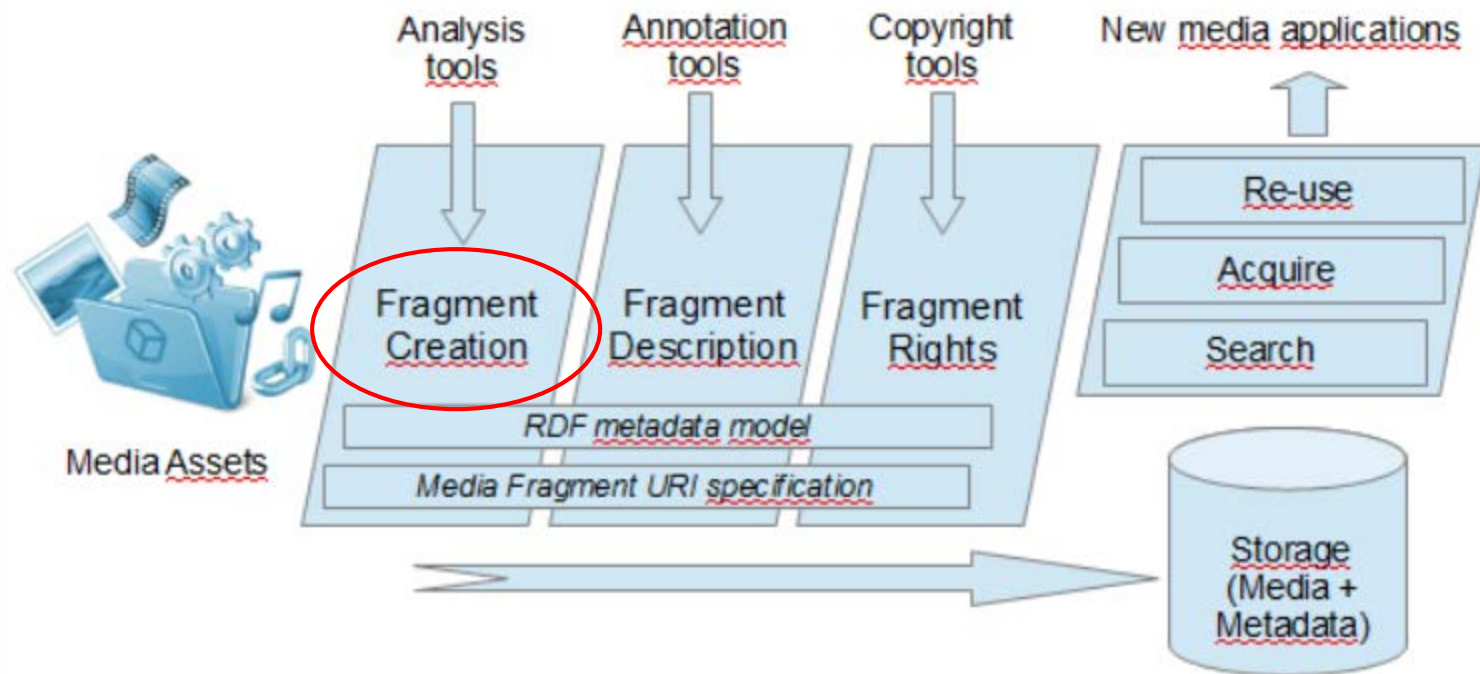 Analysis
tools
Annotation
tools
Copyright
tools
New media applications
Fragment
Creation
Fragment
Description
Fragment
Rights
Re-use
Acquire
Search
RDF metadata model
Media Fragment URI specification
Media Assets
Storage
(Media +
Metadata)